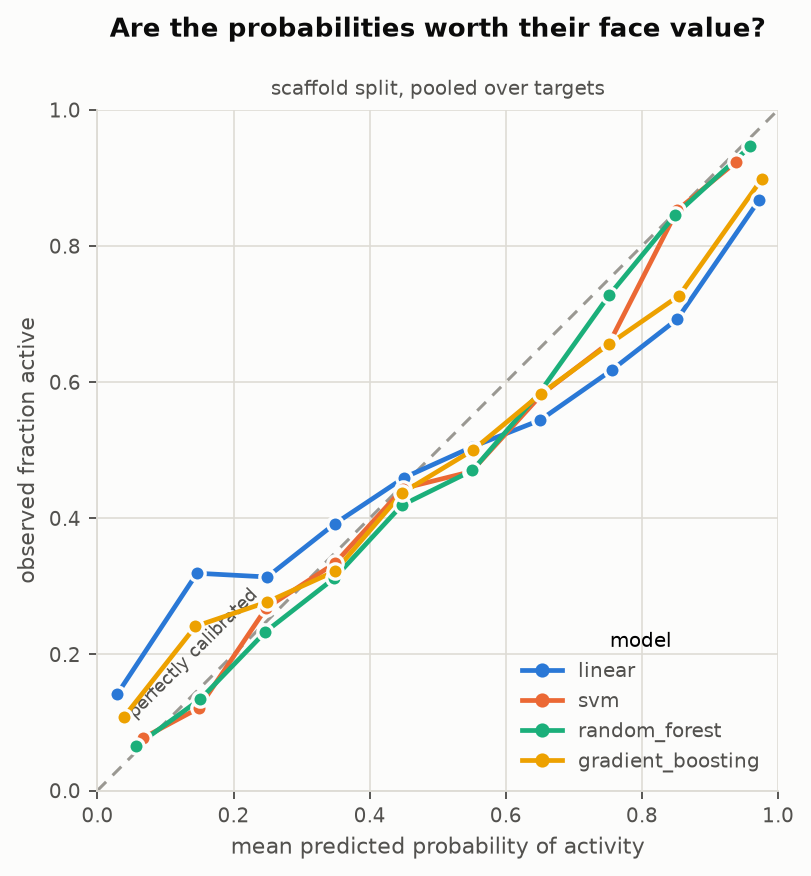 Are the probabilities worth their face value?
scaffold split, pooled over targets
1.0
0.8
0.6
0.4
0.2
0.0
observed fraction active
perfectly calibrated
model
linear
svm
random_forest
gradient_boosting
0.0 0.2 0.4 0.6 0.8 1.0
mean predicted probability of activity